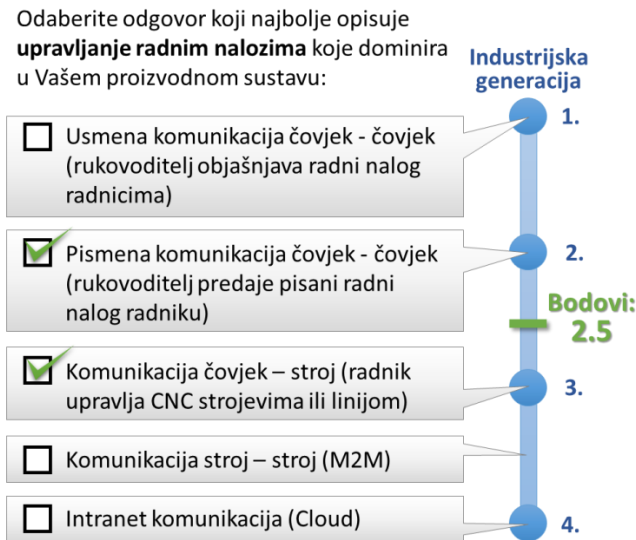 Odaberite odgovor koji najbolje opisuje
upravljanje radnim nalozima koje dominira
u Vašem proizvodnom sustavu:
Industrijska
generacija
1.
Usmena komunikacija čovjek - čovjek
(rukovoditelj objašnjava radni nalog
radnicima)
2.
Pismena komunikacija čovjek - čovjek
(rukovoditelj predaje pisani radni
nalog radniku)
Bodovi:
2.5
3.
Komunikacija čovjek – stroj (radnik
upravlja CNC strojevima ili linijom)
Komunikacija stroj – stroj (M2M)
Intranet komunikacija (Cloud)
4.